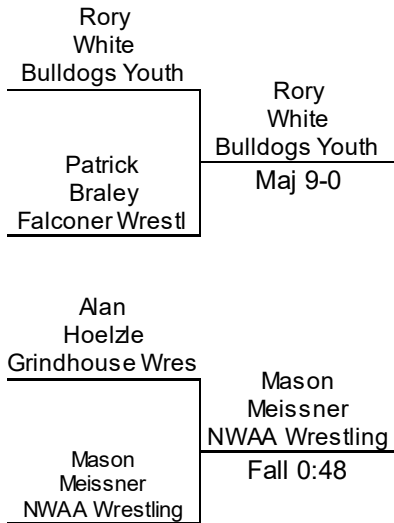 Rory
White
Bulldogs Youth
Rory
White
Bulldogs Youth
Maj 9-0
Patrick
Braley
Falconer Wrestl
Alan
Hoelzle
Grindhouse Wres
Mason
Meissner
NWAA Wrestling
Fall 0:48
Mason
Meissner
NWAA Wrestling